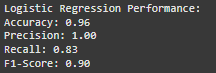 Logistic Regression Performance:
Accuracy: 0.96
Precision: 1.00
Recall: 0.83
F1-Score: 0.90